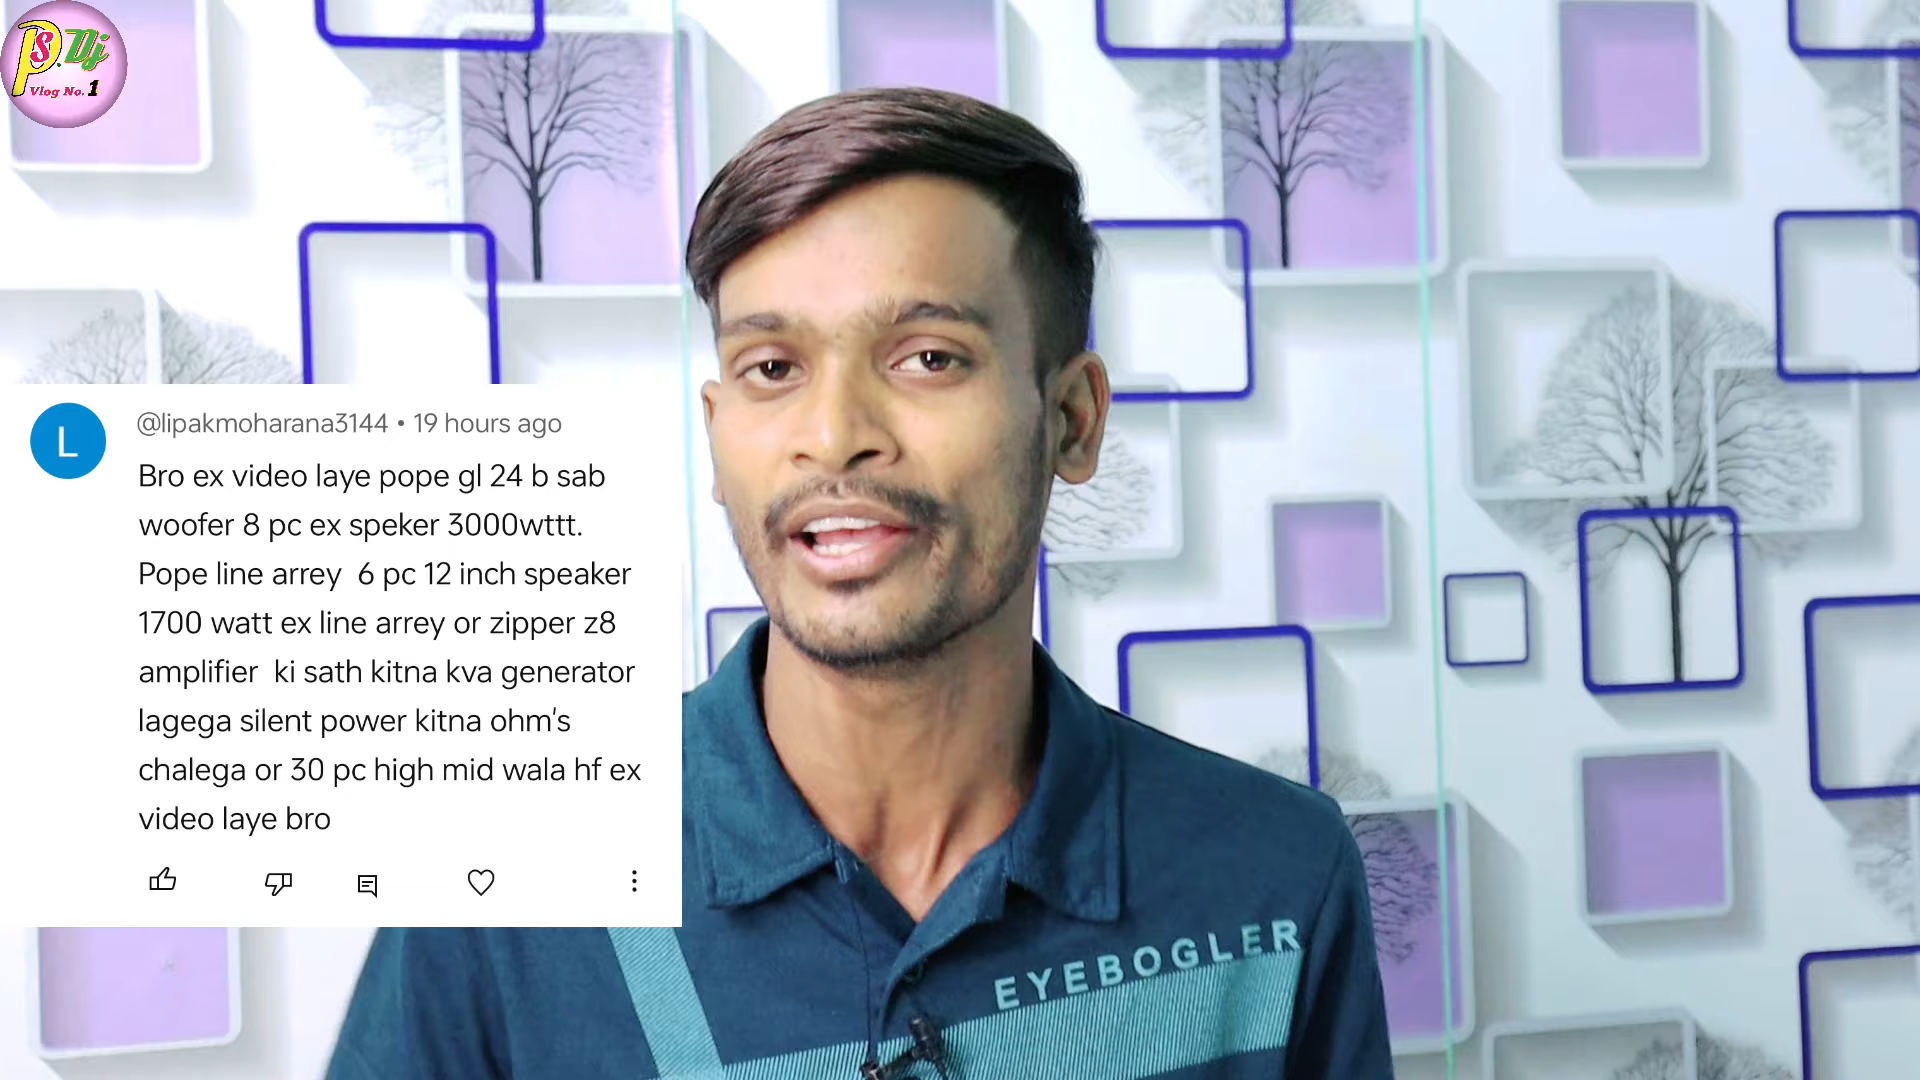 P.S Dj
Vlog No. 1
L
@lipakmoharana3144 • 19 hours ago
Bro ex video laye pope gl 24 b sab
woofer 8 pc ex speker 3000wttt.
Pope line arrey  6 pc 12 inch speaker
1700 watt ex line arrey or zipper z8
amplifier  ki sath kitna kva generator
lagega silent power kitna ohm's
chalega or 30 pc high mid wala hf ex
video laye bro
EYEBOGLER